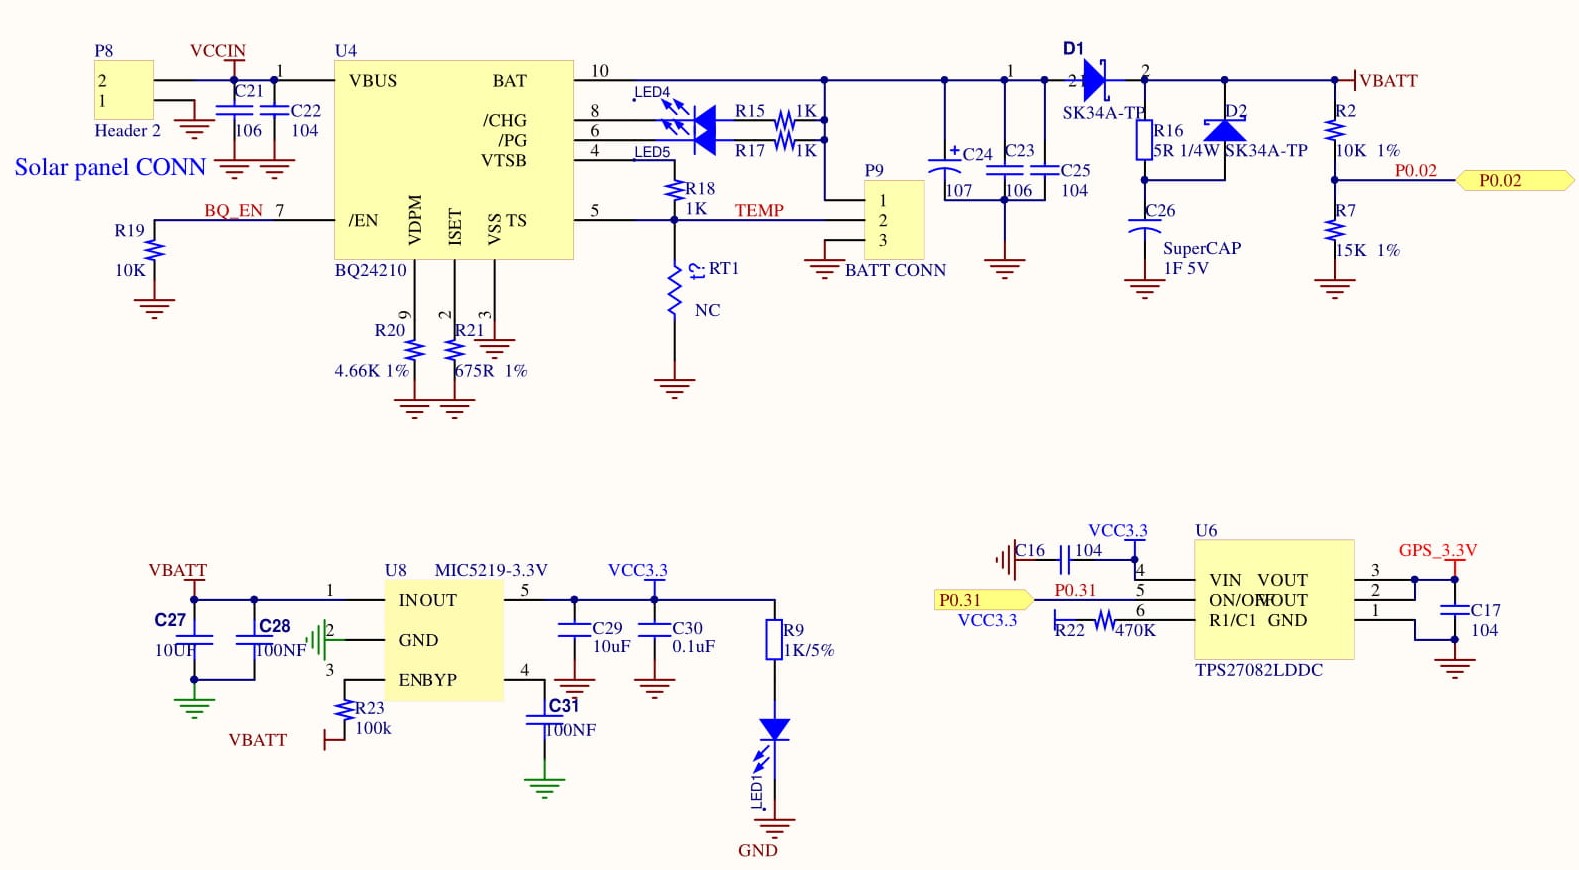 P8
VCCIN
2
1
Header 2
Solar panel CONN
C21
106
C22
104
1
U4
VBUS
BAT
/CHG
/PG
VTSB
/EN
VDPM
ISET
VSS
TS
BQ24210
10
8
6
4
5
7
9
2
3
BQ_EN
R19
10K
R20
4.66K 1%
R21
675R 1%
LED4
LED5
R15
1K
R17
1K
R18
1K
TEMP
RT1
t?
NC
P9
1
2
3
BATT CONN
C24
107
C23
106
C25
104
D1
1
2
2
SK34A-TP
R16
5R 1/4W
D2
SK34A-TP
C26
SuperCAP
1F 5V
VBATT
R2
10K 1%
P0.02
P0.02
R7
15K 1%
VBATT
C27
10UF
C28
100NF
U8
MIC5219-3.3V
1
2
3
5
4
IN
OUT
GND
EN
BYP
R23
100k
VBATT
C31
100NF
VCC3.3
C29
10uF
C30
0.1uF
R9
1K/5%
LED1
GND
VCC3.3
C16
104
P0.31
P0.31
VCC3.3
R22
470K
4
5
6
U6
VIN
VOUT
ON/OFF
VOUT
R1/C1
GND
TPS27082LDDC
3
2
1
GPS_3.3V
C17
104